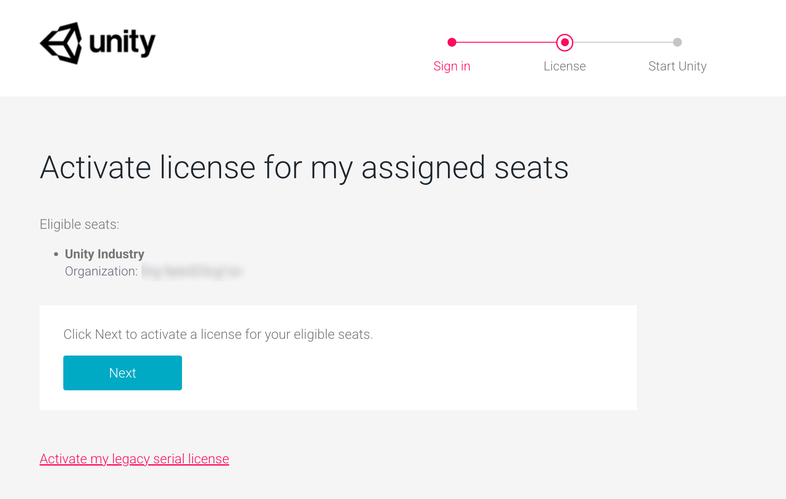 unity
Sign in
License
Start Unity
Activate license for my assigned seats
Eligible seats:
Unity Industry
Organization:
Click Next to activate a license for your eligible seats.
Next
Activate my legacy serial license